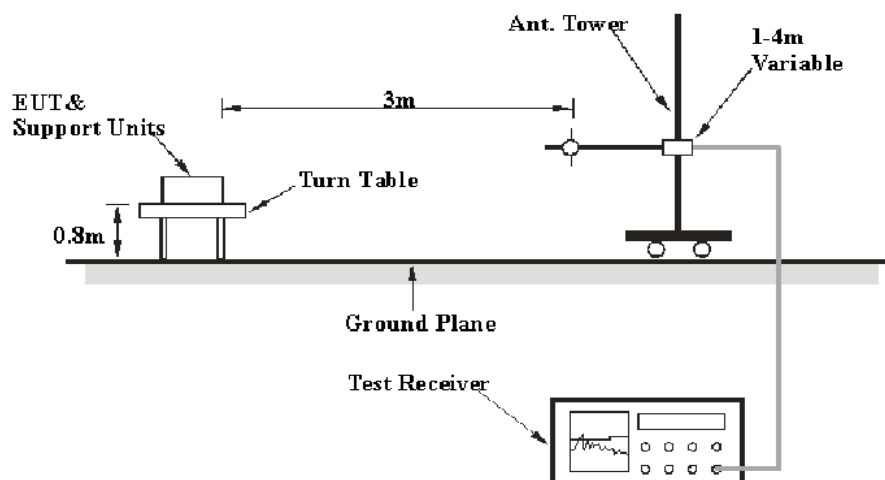 Ant. Tower
1-4m
Variable
3m
EUT&
Support Units
Turn Table
0.8m
Ground Plane
Test Receiver